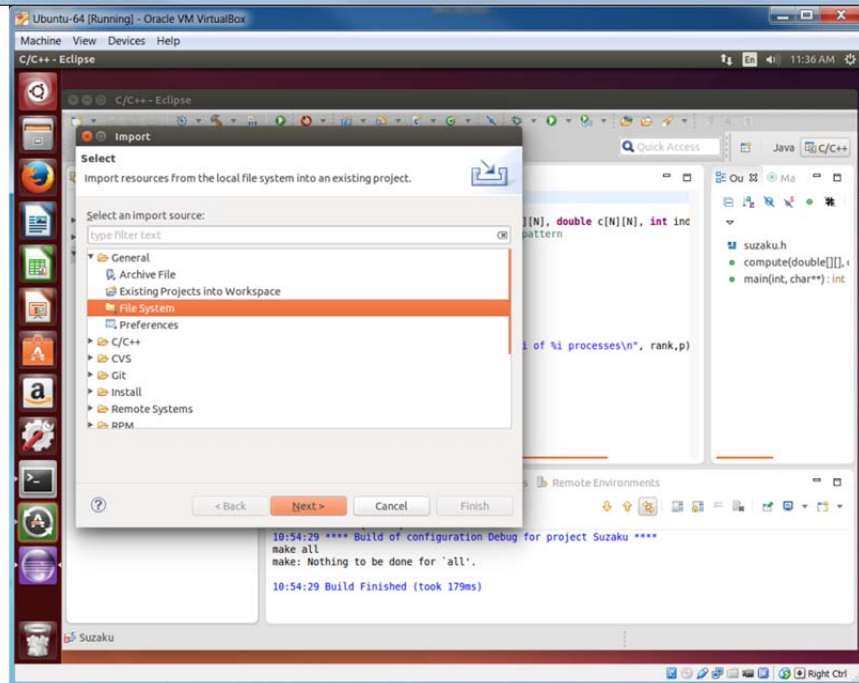 Ubuntu-64 [Running] - Oracle VM VirtualBox
Machine View Devices Help
C/C++ - Eclipse
En
11:36 AM
C/C++ - Eclipse
Import
Quick Access
Java
C/C++
Select
Import resources from the local file system into an existing project.
Ou
Ma
Select an import source:
type filter text
][N], double c[N][N], int ind
pattern
General
Archive File
Existing Projects into Workspace
File System
Preferences
C/C++
CVS
Git
Install
Remote Systems
RPM
suzaku.h
compute(double[][],
main(int, char**) : int
i of %i processes\n", rank,p)
< Back
Next >
Cancel
Finish
s
Remote Environments
10:54:29 **** Build of configuration Debug for project Suzaku ****
make all
make: Nothing to be done for `all'.
10:54:29 Build Finished (took 179ms)
Suzaku
Right Ctrl